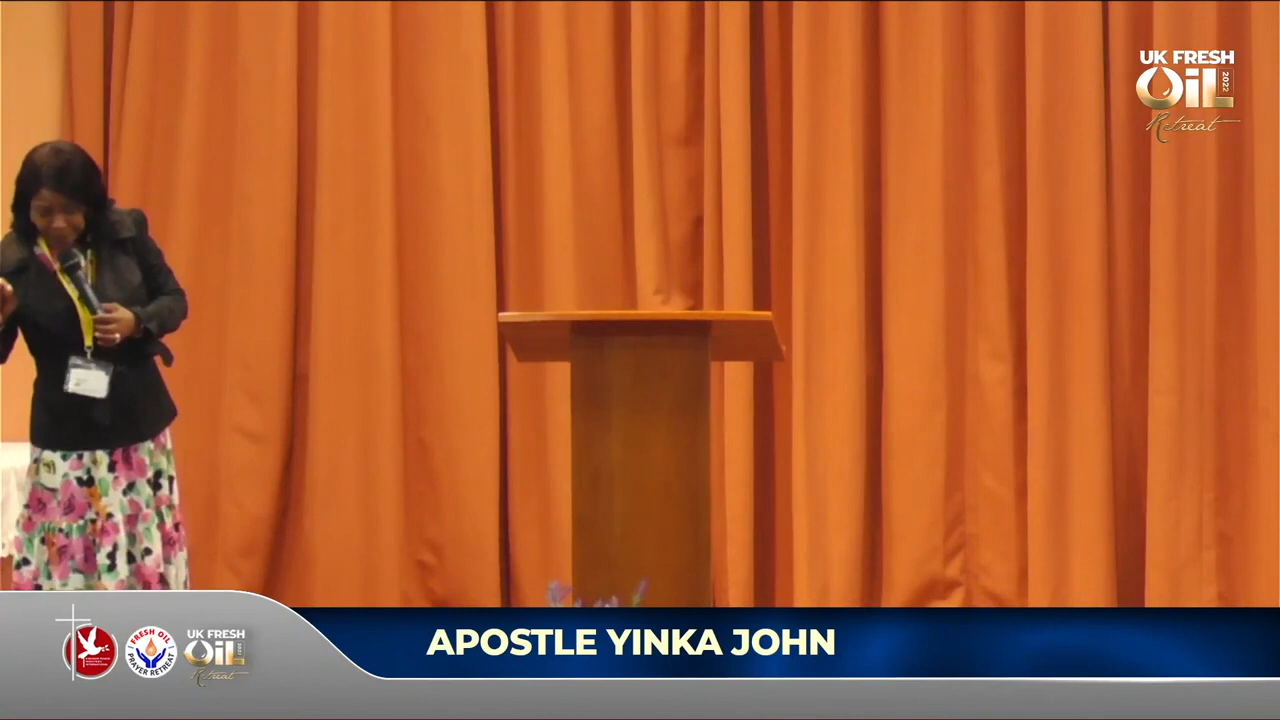 UK FRESH
OIL
2022
Retreat
APOSTLE YINKA JOHN
FRESH OIL
PRAYER RETREAT
UK FRESH
OIL
2022
Retreat